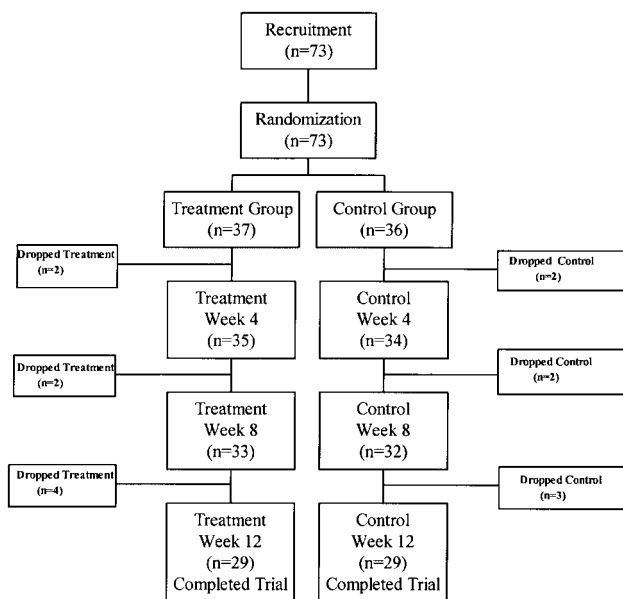 Recruitment
(n=73)
Randomization
(n=73)
Treatment Group
(n=37)
Control Group
(n=36)
Dropped Treatment
(n=2)
Dropped Control
(n=2)
Treatment
Week 4
(n=35)
Control
Week 4
(n=34)
Dropped Treatment
(n=2)
Dropped Control
(n=2)
Treatment
Week 8
(n=33)
Control
Week 8
(n=32)
Dropped Treatment
(n=4)
Dropped Control
(n=3)
Treatment
Week 12
(n=29)
Completed Trial
Control
Week 12
(n=29)
Completed Trial